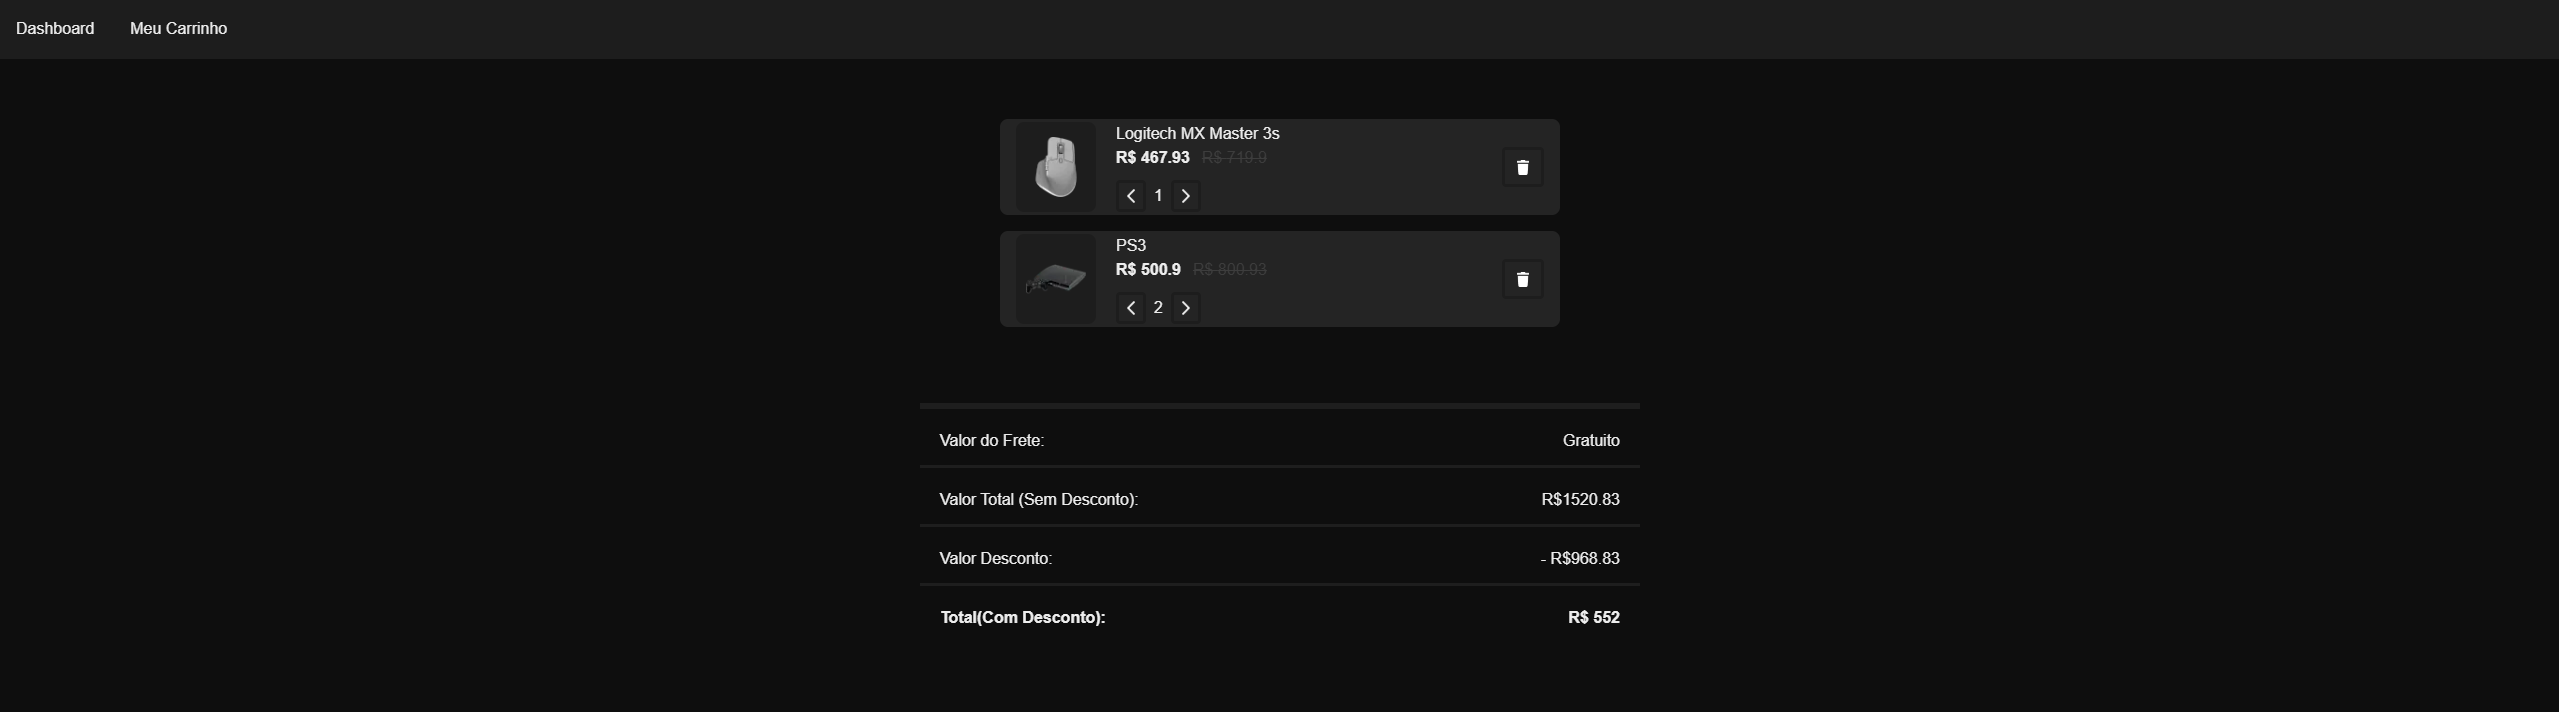 Dashboard Meu Carrinho
Logitech MX Master 3s
R$ 467.93 R$ 719.9
1
PS3
R$ 500.9 R$ 800.93
2
Valor do Frete: Gratuito
Valor Total (Sem Desconto): R$1520.83
Valor Desconto: - R$968.83
Total(Com Desconto): R$ 552